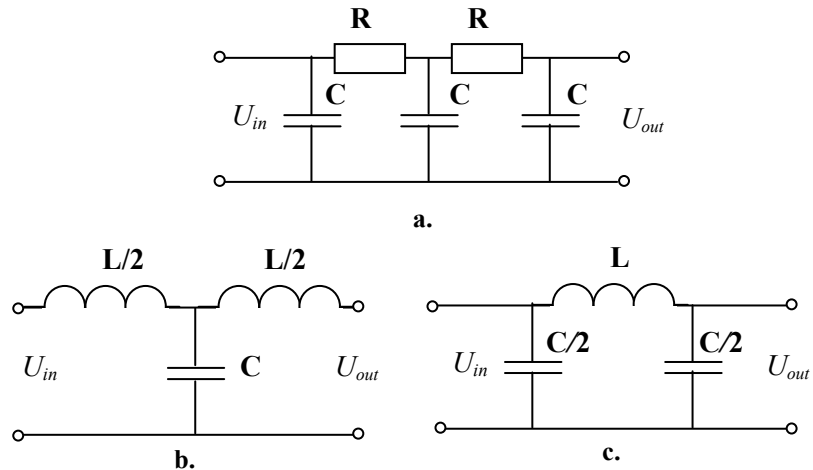 R R
C C C
U_in U_out
a.
L/2 L/2
L
C/2 C/2
U_in C U_out
U_in U_out
b.
c.